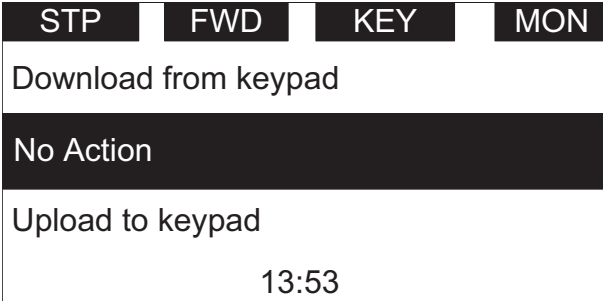 STP FWD KEY MON
Download from keypad
No Action
Upload to keypad
13:53